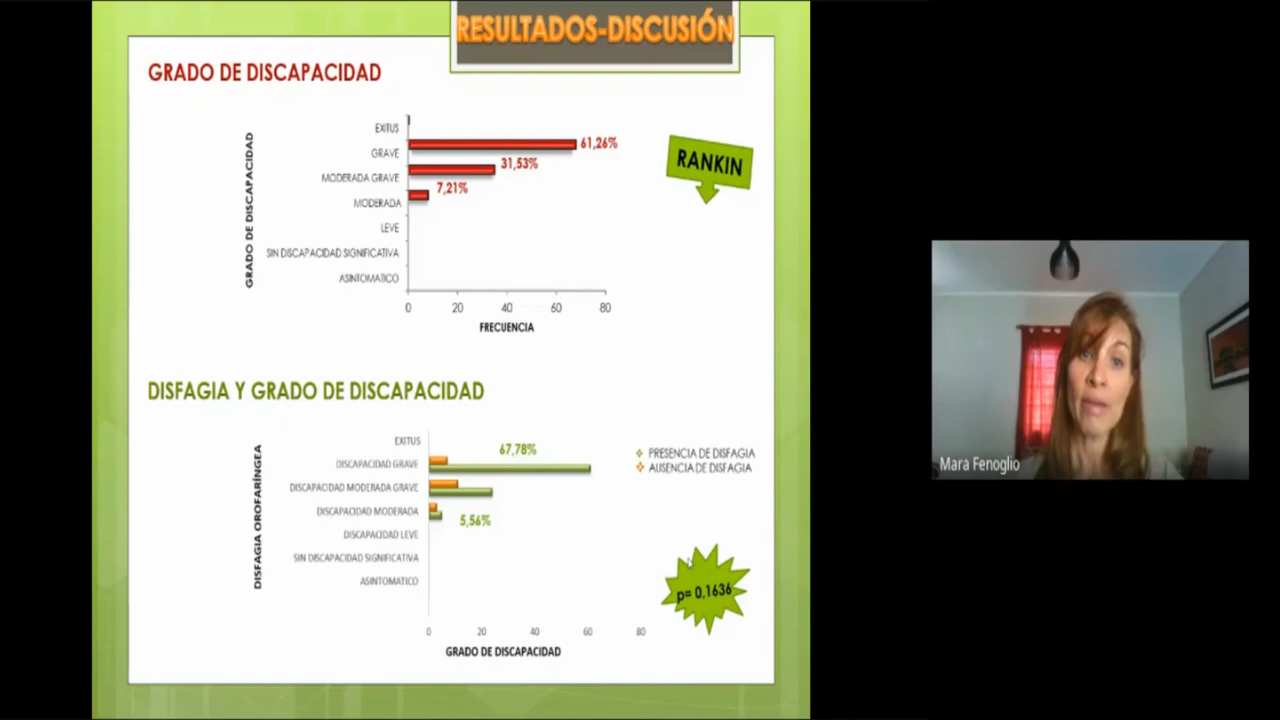 RESULTADOS-DISCUSIÓN
GRADO DE DISCAPACIDAD
GRADO DE DISCAPACIDAD
EXITUS
GRAVE
MODERADA GRAVE
MODERADA
LEVE
SIN DISCAPACIDAD SIGNIFICATIVA
ASINTOMATICO
61,26%
31,53%
7,21%
0 20 40 60 80
FRECUENCIA
RANKIN
DISFAGIA Y GRADO DE DISCAPACIDAD
DISFAGIA OROFARÍNGEA
EXITUS
DISCAPACIDAD GRAVE
DISCAPACIDAD MODERADA GRAVE
DISCAPACIDAD MODERADA
DISCAPACIDAD LEVE
SIN DISCAPACIDAD SIGNIFICATIVA
ASINTOMATICO
67,78%
5,56%
0 20 40 60 80
GRADO DE DISCAPACIDAD
PRESENCIA DE DISFAGIA
AUSENCIA DE DISFAGIA
p= 0,1636
Mara Fenoglio